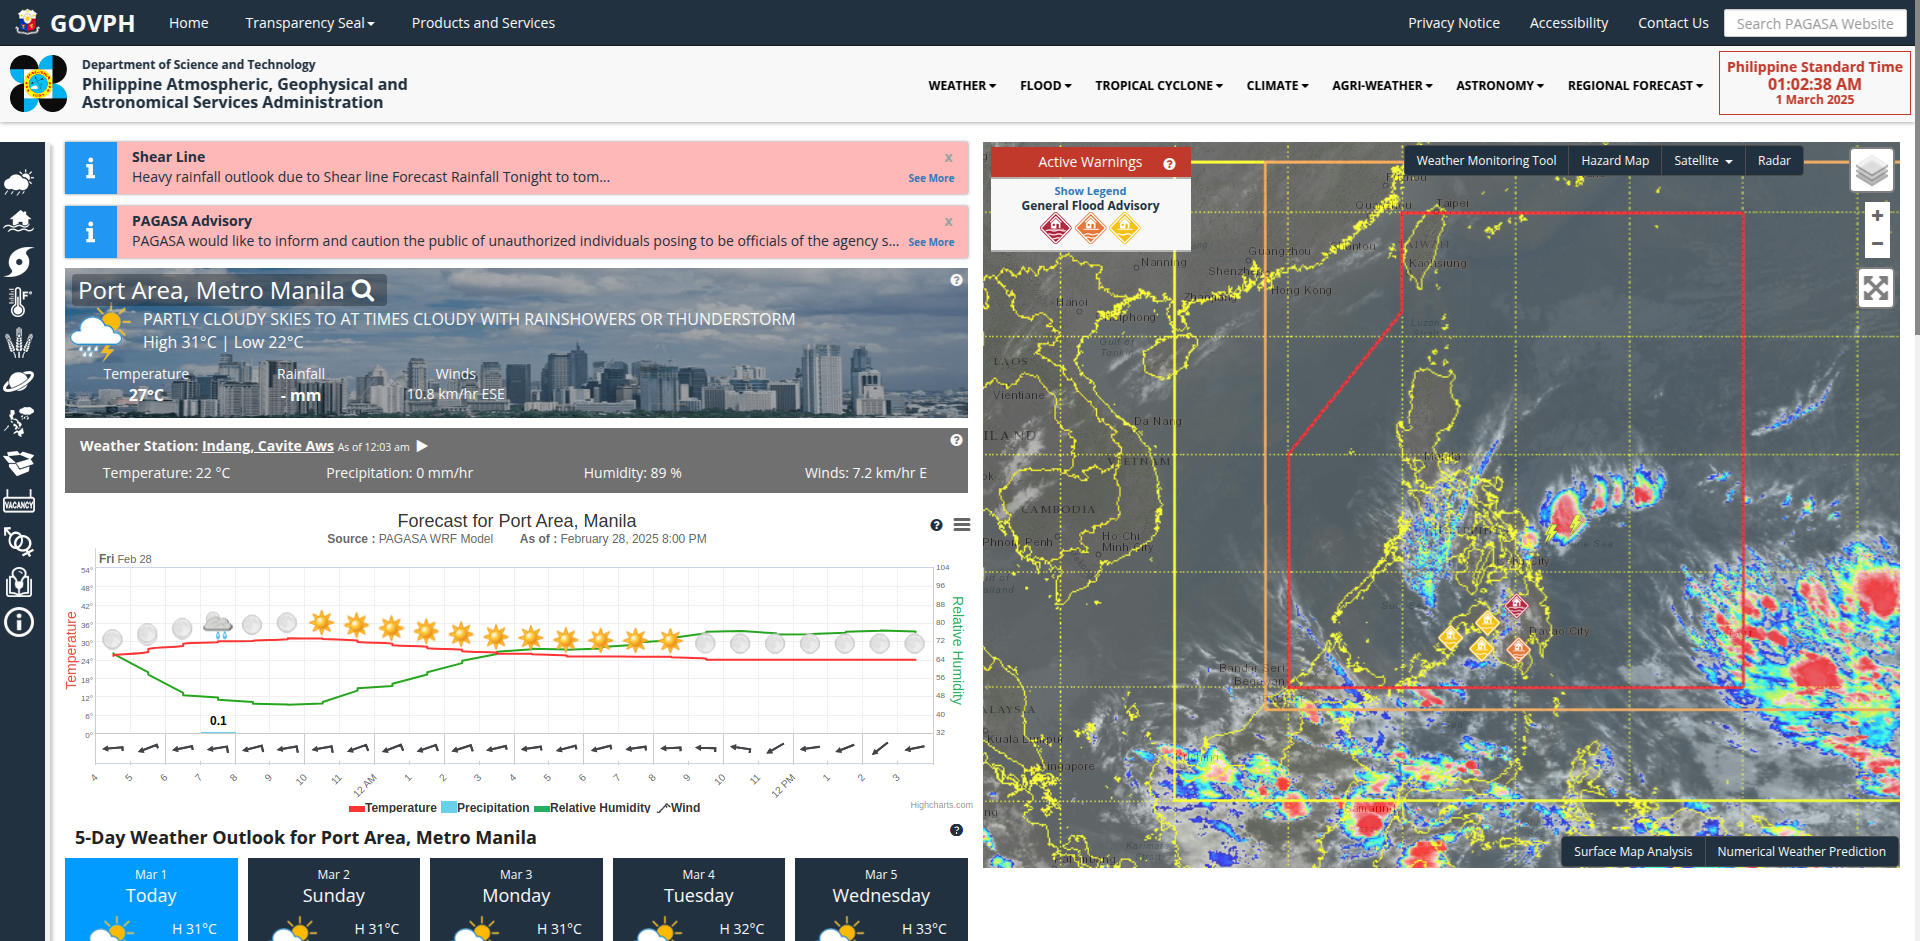 GOVPH
Home
Transparency Seal
Products and Services
Privacy Notice
Accessibility
Contact Us
Search PAGASA Website
Department of Science and Technology
Philippine Atmospheric, Geophysical and
Astronomical Services Administration
WEATHER
FLOOD
TROPICAL CYCLONE
CLIMATE
AGRI-WEATHER
ASTRONOMY
REGIONAL FORECAST
Philippine Standard Time
01:02:38 AM
1 March 2025
Shear Line
x
Heavy rainfall outlook due to Shear line Forecast Rainfall Tonight to tom...
See More
PAGASA Advisory
x
PAGASA would like to inform and caution the public of unauthorized individuals posing to be officials of the agency s...
See More
Port Area, Metro Manila
PARTLY CLOUDY SKIES TO AT TIMES CLOUDY WITH RAINSHOWERS OR THUNDERSTORM
High 31°C | Low 22°C
Temperature
27°C
Rainfall
- mm
Winds
10.8 km/hr ESE
Weather Station: Indang, Cavite Aws As of 12:03 am
Temperature: 22 °C
Precipitation: 0 mm/hr
Humidity: 89 %
Winds: 7.2 km/hr E
Forecast for Port Area, Manila
Source : PAGASA WRF Model As of : February 28, 2025 8:00 PM
Fri Feb 28
Temperature
54°
48°
42°
36°
30°
24°
18°
12°
6°
0°
104
96
88
80
72
64
56
48
40
32
Relative Humidity
0.1
4
5
6
7
8
9
10
11
12 AM
1
2
3
4
5
6
7
8
9
10
11
12 PM
1
2
3
Temperature
Precipitation
Relative Humidity
Wind
Highcharts.com
5-Day Weather Outlook for Port Area, Metro Manila
Mar 1
Today
H 31°C
Mar 2
Sunday
H 31°C
Mar 3
Monday
H 31°C
Mar 4
Tuesday
H 32°C
Mar 5
Wednesday
H 33°C
VACANCY
Active Warnings
Show Legend
General Flood Advisory
Weather Monitoring Tool
Hazard Map
Satellite
Radar
+
−
Taipei
Guangzhou
Shantou
Kaohsiung
Nanning
Shenzhen
Hong Kong
Hanoi
Haiphong
Gulf of
LAOS
Luzon
Vientiane
Da Nang
VIETNAM
Manila
CAMBODIA
Phnom Penh
Ho Chi
Minh City
Davao City
Bandar Seri
Begawan
Kuala Lumpur
Singapore
Kuching
Samarinda
Surface Map Analysis
Numerical Weather Prediction